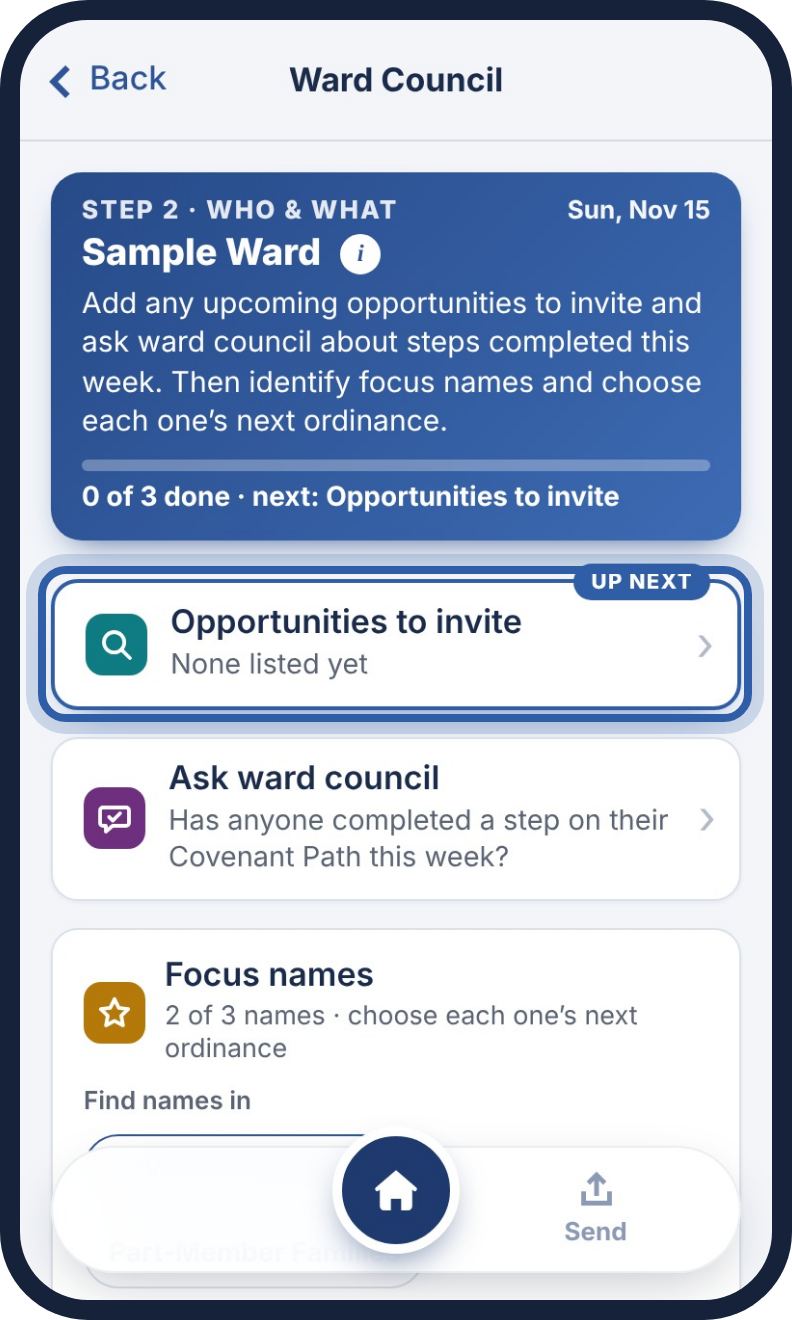 Back
Ward Council
STEP 2 · WHO & WHAT
Sun, Nov 15
Sample Ward i
Add any upcoming opportunities to invite and
ask ward council about steps completed this
week. Then identify focus names and choose
each one’s next ordinance.
0 of 3 done · next: Opportunities to invite
UP NEXT
Opportunities to invite
None listed yet
Ask ward council
Has anyone completed a step on their
Covenant Path this week?
Focus names
2 of 3 names · choose each one’s next
ordinance
Find names in
Part-Member Families
Send